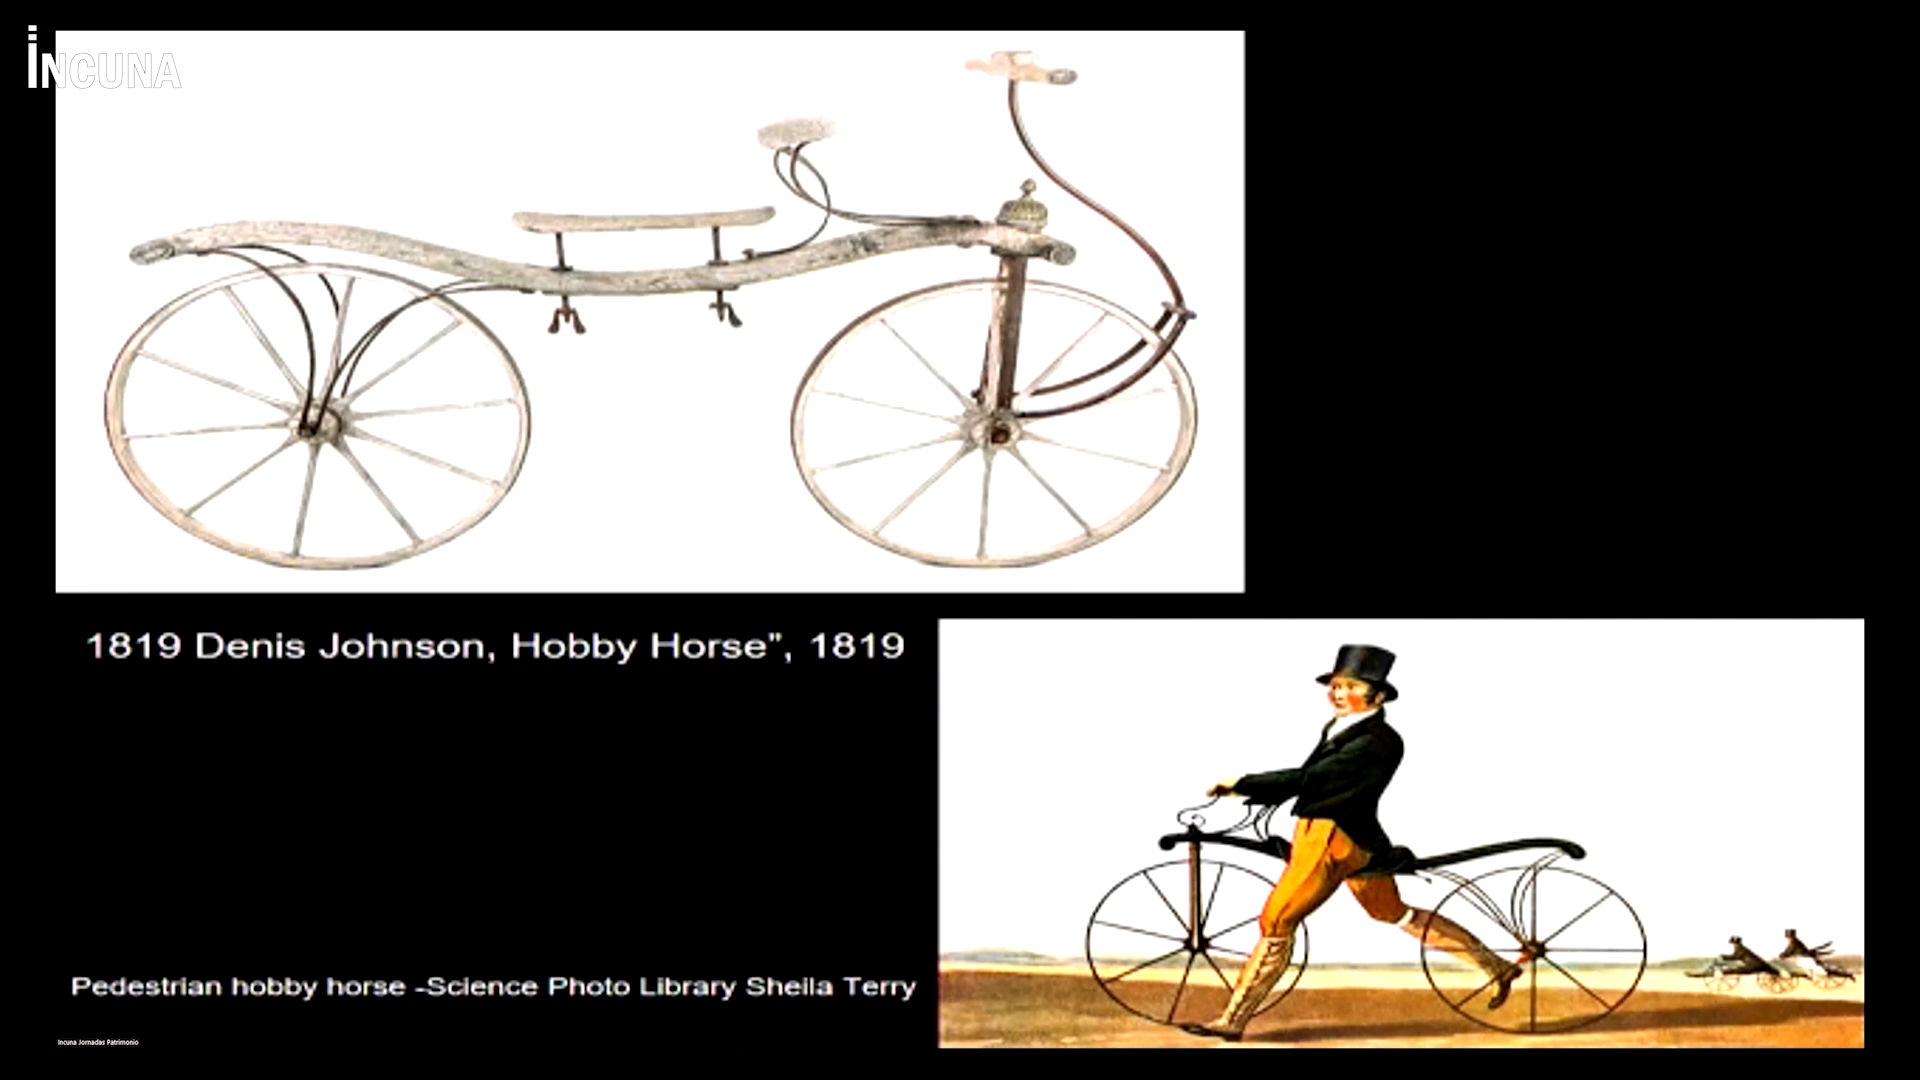 INCUNA
1819 Denis Johnson, Hobby Horse", 1819
Pedestrian hobby horse -Science Photo Library Sheila Terry
Incuna Jornadas Patrimonio